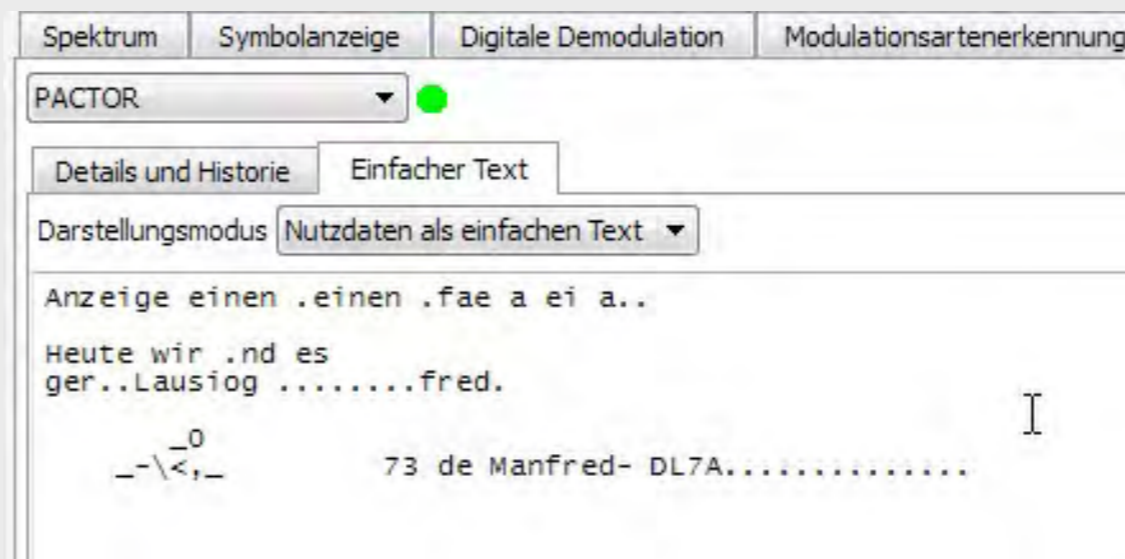 Spektrum Symbolanzeige Digitale Demodulation Modulationsartenerkennung
PACTOR
Details und Historie Einfacher Text
Darstellungsmodus Nutzdaten als einfachen Text
Anzeige einen .einen .fae a ei a..
Heute wir .nd es
ger..Lausiog ........fred.
_O
_-\<,_ 73 de Manfred- DL7A..............